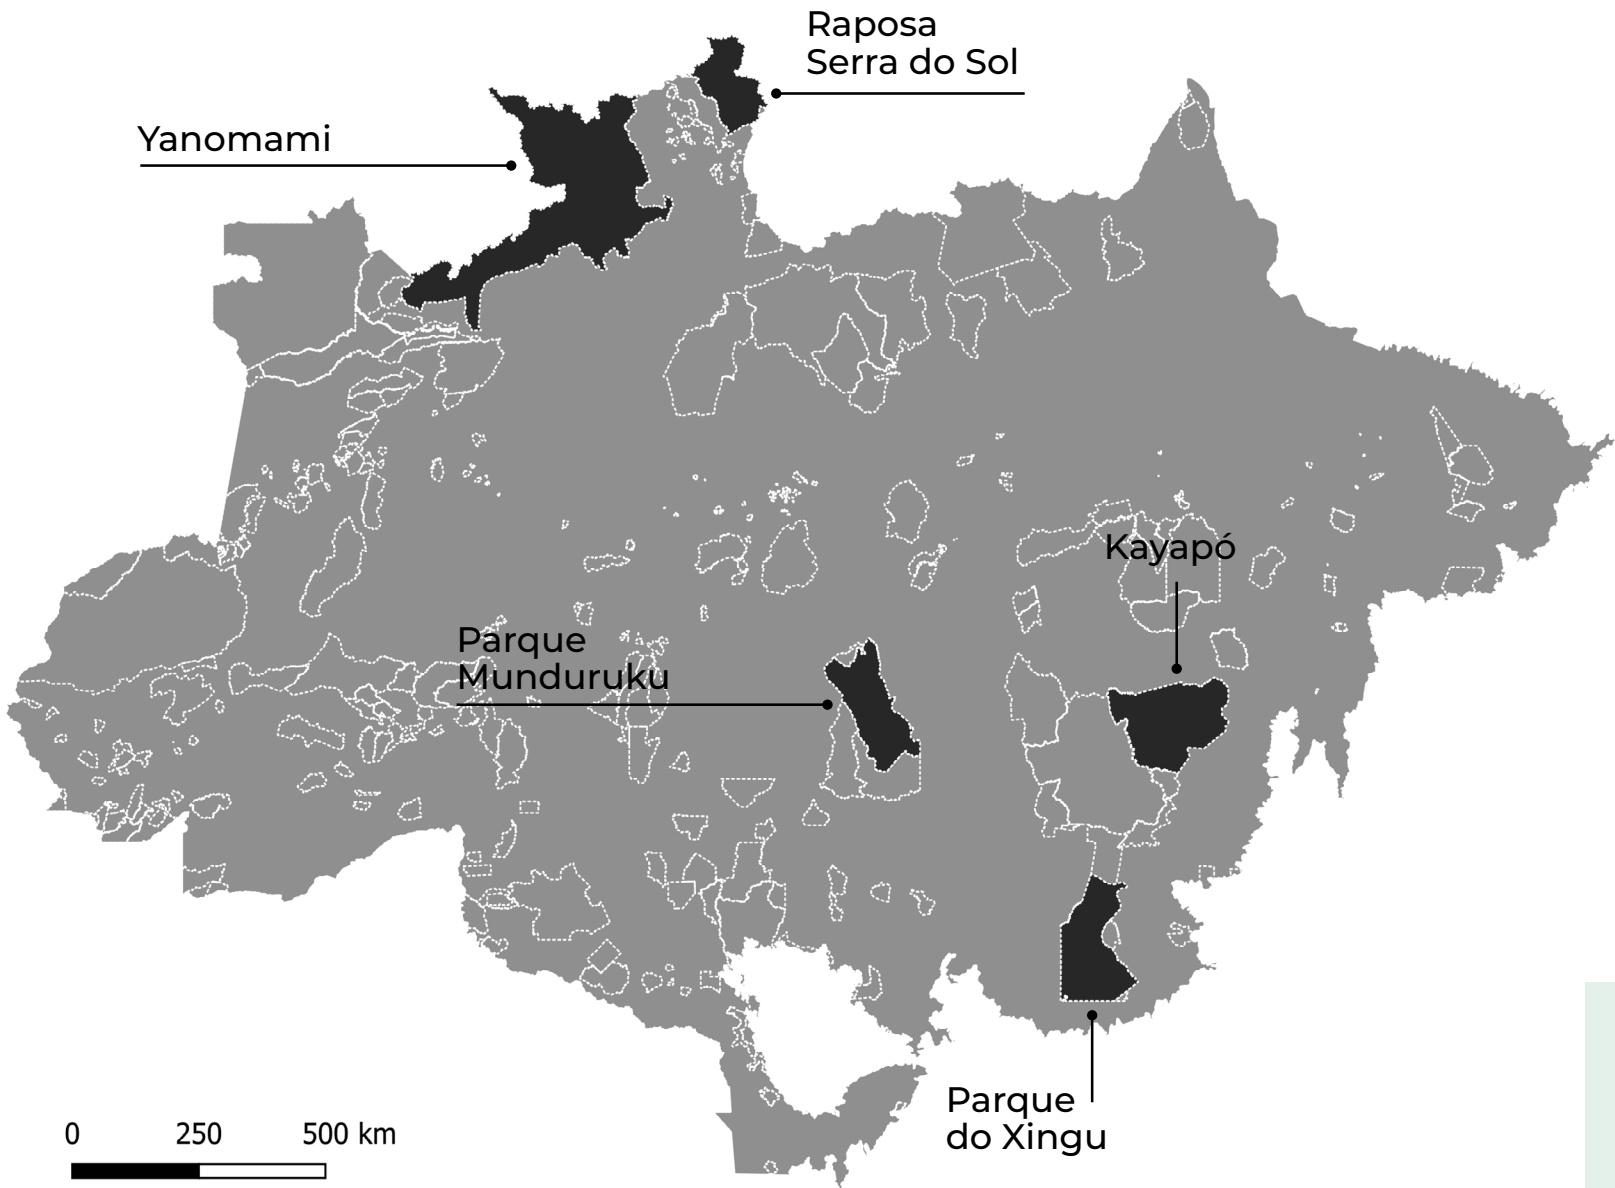 Raposa
Serra do Sol
Yanomami
Kayapó
Parque
Munduruku
Parque
do Xingu
0 250 500 km